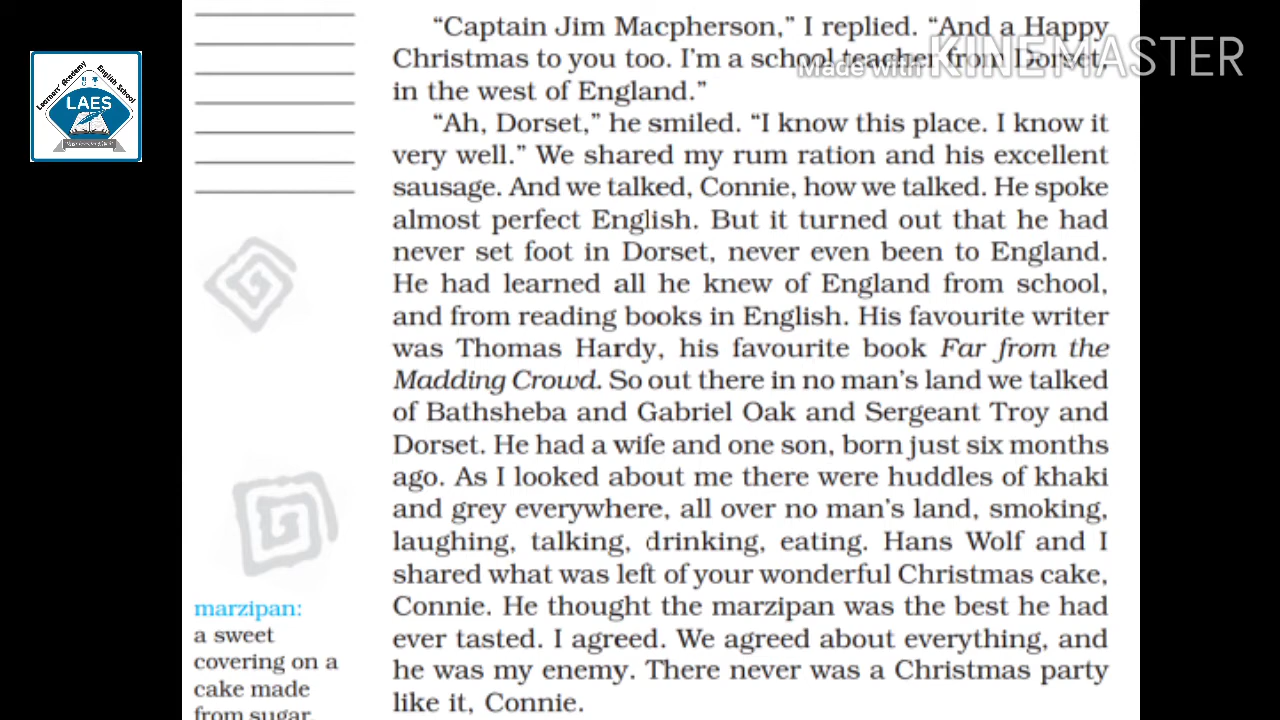 “Captain Jim Macpherson,” I replied. “And a Happy
Christmas to you too. I’m a school teacher from Dorset,
in the west of England.”
“Ah, Dorset,” he smiled. “I know this place. I know it
very well.” We shared my rum ration and his excellent
sausage. And we talked, Connie, how we talked. He spoke
almost perfect English. But it turned out that he had
never set foot in Dorset, never even been to England.
He had learned all he knew of England from school,
and from reading books in English. His favourite writer
was Thomas Hardy, his favourite book Far from the
Madding Crowd. So out there in no man’s land we talked
of Bathsheba and Gabriel Oak and Sergeant Troy and
Dorset. He had a wife and one son, born just six months
ago. As I looked about me there were huddles of khaki
and grey everywhere, all over no man’s land, smoking,
laughing, talking, drinking, eating. Hans Wolf and I
shared what was left of your wonderful Christmas cake,
Connie. He thought the marzipan was the best he had
ever tasted. I agreed. We agreed about everything, and
he was my enemy. There never was a Christmas party
like it, Connie.
marzipan:
a sweet
covering on a
cake made
from sugar,
Made with KINEMASTER
Learners' Academy English School
LAES